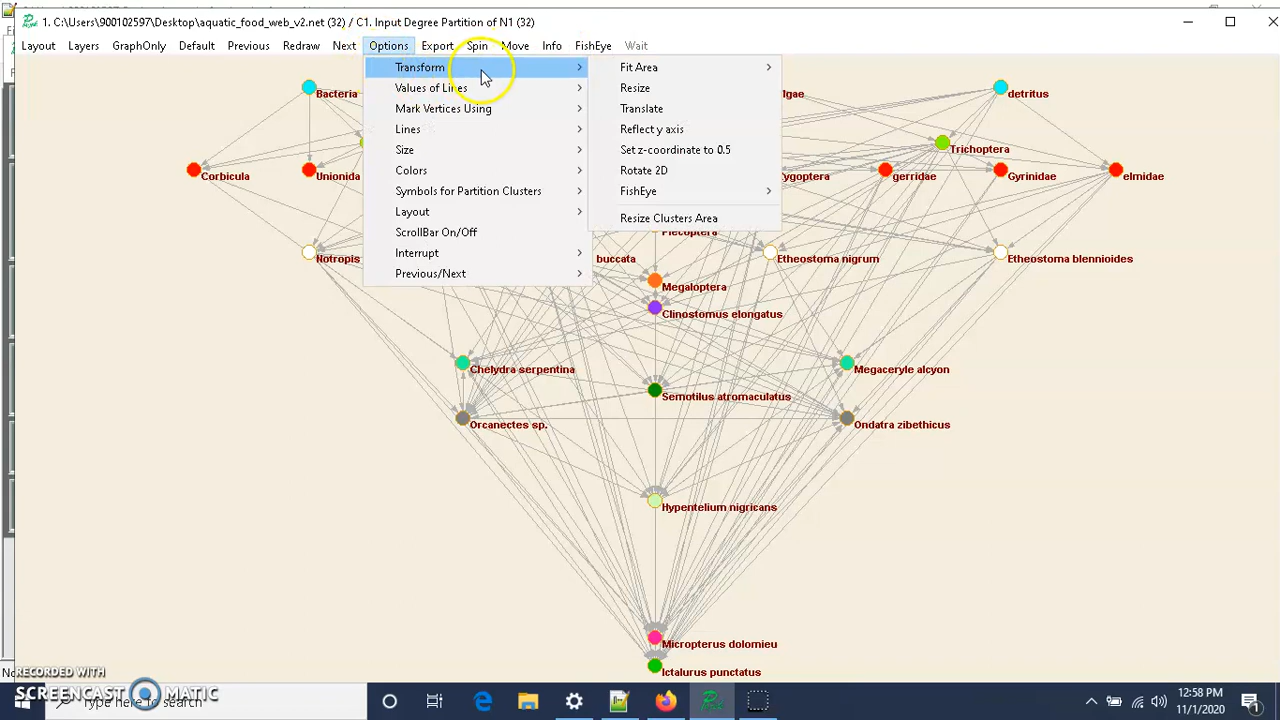 1. C:\Users\900102597\Desktop\aquatic_food_web_v2.net (32) / C1. Input Degree Partition of N1 (32)
Layout Layers GraphOnly Default Previous Redraw Next Options Export Spin Move Info FishEye Wait
Transform
Values of Lines
Mark Vertices Using
Lines
Size
Colors
Symbols for Partition Clusters
Layout
ScrollBar On/Off
Interrupt
Previous/Next
Fit Area
Resize
Translate
Reflect y axis
Set z-coordinate to 0.5
Rotate 2D
FishEye
Resize Clusters Area
Bacteria
detritus
Trichoptera
Corbicula
Unionida
gerridae
Gyrinidae
elmidae
Notropis
buccata
Etheostoma nigrum
Etheostoma blennioides
Megaloptera
Clinostomus elongatus
Chelydra serpentina
Megaceryle alcyon
Semotilus atromaculatus
Orcanectes sp.
Ondatra zibethicus
Hypentelium nigricans
Micropterus dolomieu
Ictalurus punctatus
RECORDED WITH
SCREENCAST MATIC
Type here to search
12:58 PM
11/1/2020